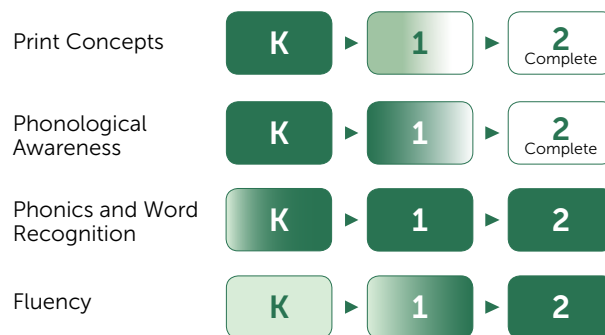 Print Concepts
K
1
2
Complete
Phonological
Awareness
K
1
2
Complete
Phonics and Word
Recognition
K
1
2
Fluency
K
1
2